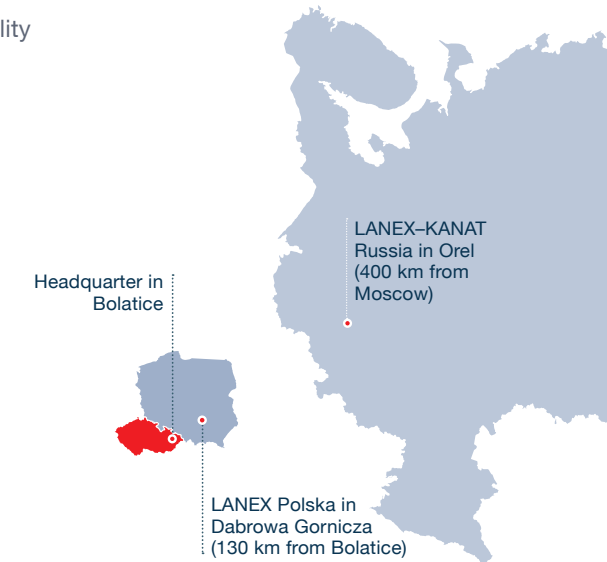 lity
LANEX–KANAT
Russia in Orel
(400 km from
Moscow)
Headquarter in
Bolatice
LANEX Polska in
Dabrowa Gornicza
(130 km from Bolatice)